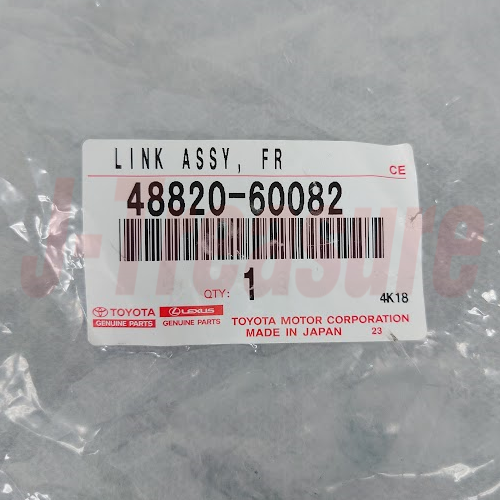 LINK ASSY, FR
CE
48820-60082
QTY: 1
4K18
TOYOTA LEXUS
GENUINE PARTS GENUINE PARTS
TOYOTA MOTOR CORPORATION
MADE IN JAPAN 23
J-Treasure